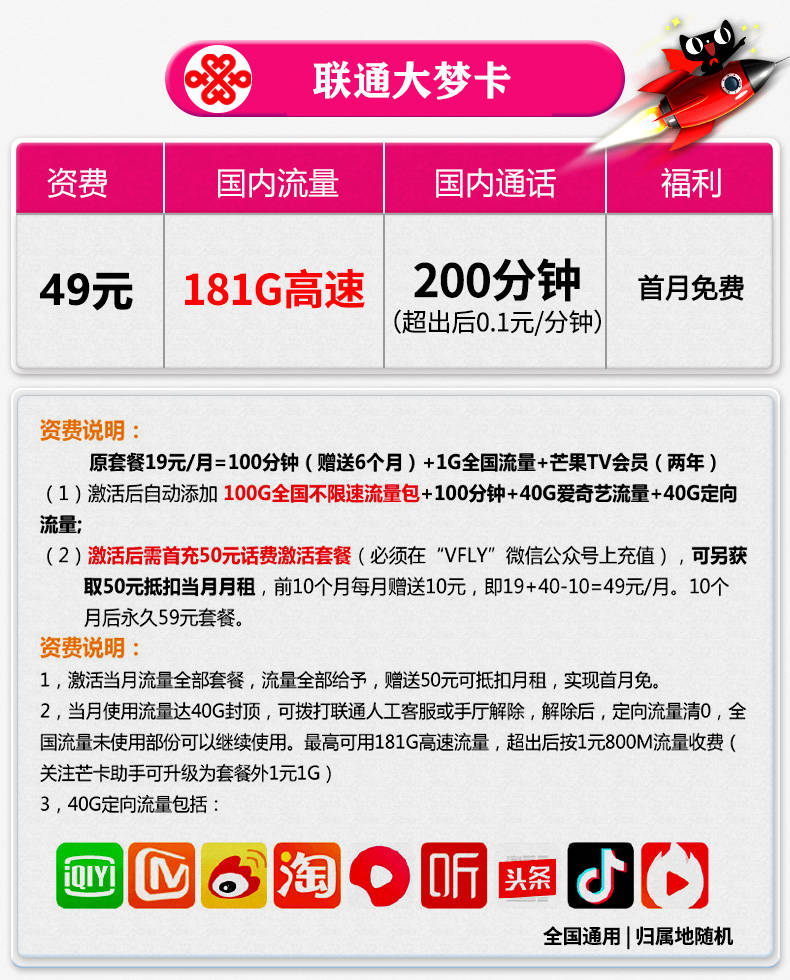 联通大梦卡
资费
国内流量
国内通话
福利
49元
181G高速
200分钟
(超出后0.1元/分钟)
首月免费
资费说明：
原套餐19元/月=100分钟（赠送6个月）+1G全国流量+芒果TV会员（两年）
（1）激活后自动添加 100G全国不限速流量包+100分钟+40G爱奇艺流量+40G定向
流量;
（2）激活后需首充50元话费激活套餐（必须在“VFLY”微信公众号上充值），可另获
取50元抵扣当月月租，前10个月每月赠送10元，即19+40-10=49元/月。10个
月后永久59元套餐。
资费说明：
1，激活当月流量全部套餐，流量全部给予，赠送50元可抵扣月租，实现首月免。
2，当月使用流量达40G封顶，可拨打联通人工客服或手厅解除，解除后，定向流量清0，全
国流量未使用部份可以继续使用。最高可用181G高速流量，超出后按1元800M流量收费（
关注芒卡助手可升级为套餐外1元1G）
3，40G定向流量包括：
iQIY
淘
听
头条
全国通用 | 归属地随机